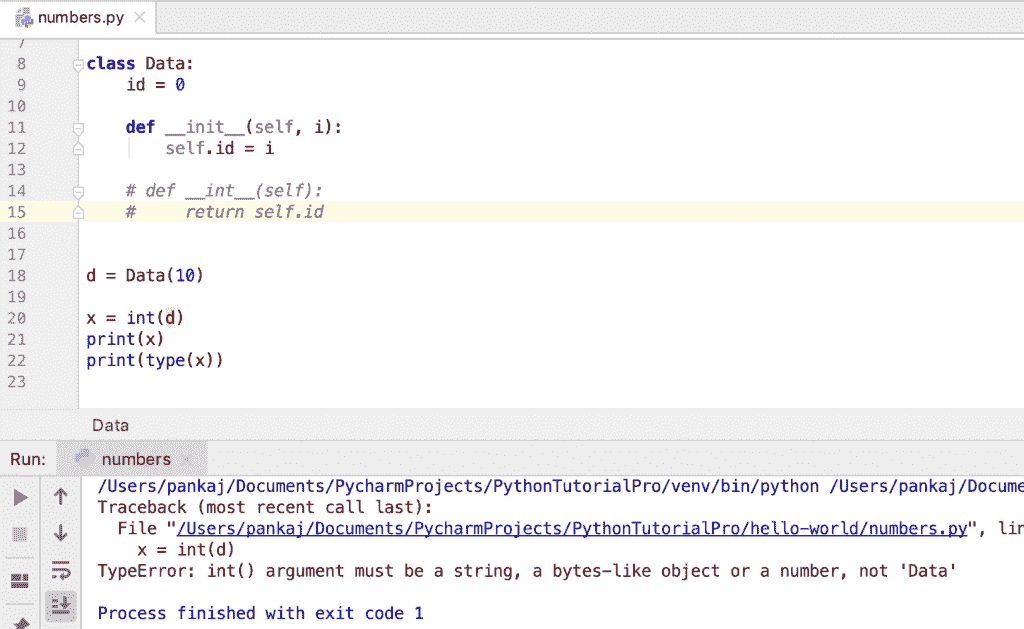 numbers.py
7
8 class Data:
9     id = 0
10
11     def __init__(self, i):
12         self.id = i
13
14     # def __int__(self):
15     #     return self.id
16
17
18 d = Data(10)
19
20 x = int(d)
21 print(x)
22 print(type(x))
23
Data
Run: numbers
/Users/pankaj/Documents/PycharmProjects/PythonTutorialPro/venv/bin/python /Users/pankaj/Docume
Traceback (most recent call last):
  File "/Users/pankaj/Documents/PycharmProjects/PythonTutorialPro/hello-world/numbers.py", lin
    x = int(d)
TypeError: int() argument must be a string, a bytes-like object or a number, not 'Data'
Process finished with exit code 1